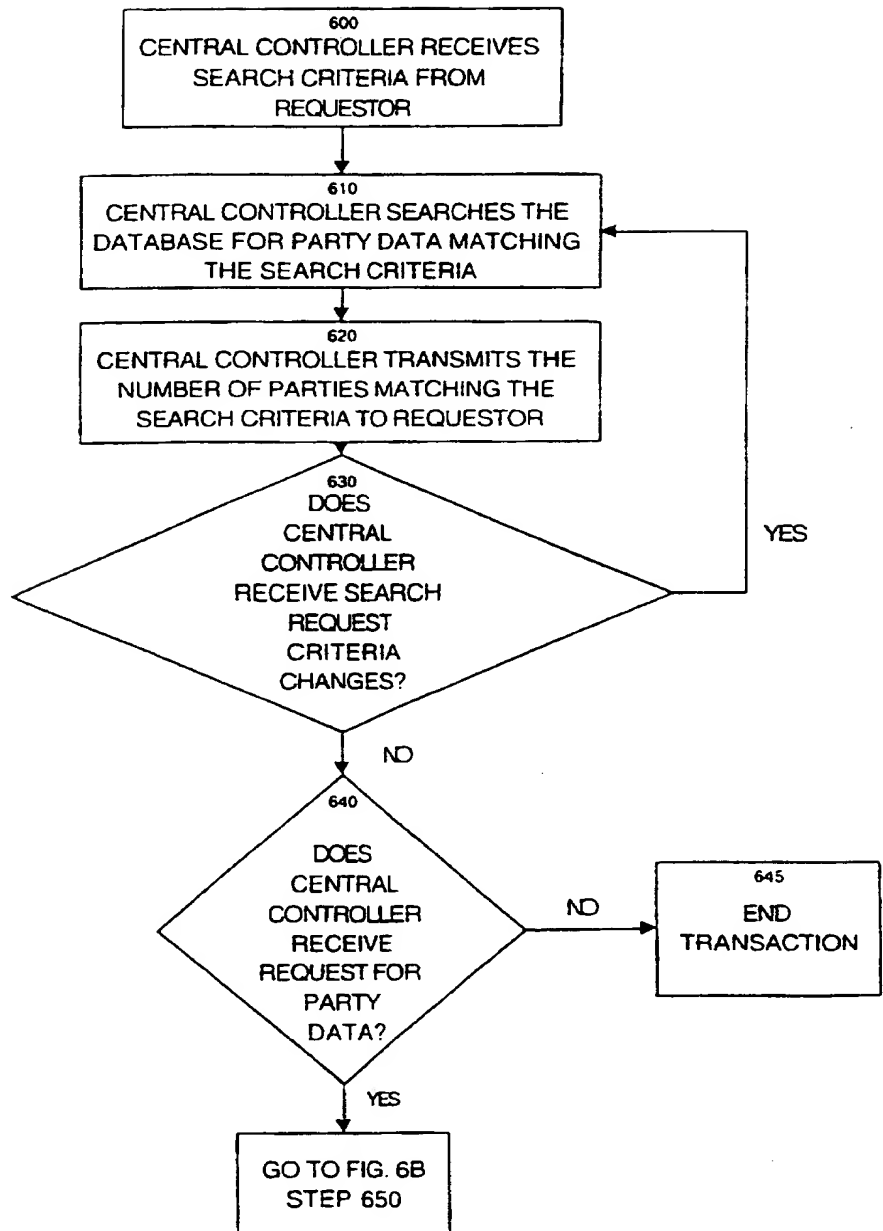 600
CENTRAL CONTROLLER RECEIVES
SEARCH CRITERIA FROM
REQUESTOR
610
CENTRAL CONTROLLER SEARCHES THE
DATABASE FOR PARTY DATA MATCHING
THE SEARCH CRITERIA
620
CENTRAL CONTROLLER TRANSMITS THE
NUMBER OF PARTIES MATCHING THE
SEARCH CRITERIA TO REQUESTOR
630
DOES
CENTRAL
CONTROLLER
RECEIVE SEARCH
REQUEST
CRITERIA
CHANGES?
YES
NO
640
DOES
CENTRAL
CONTROLLER
RECEIVE
REQUEST FOR
PARTY
DATA?
NO
645
END
TRANSACTION
YES
GO TO FIG. 6B
STEP 650